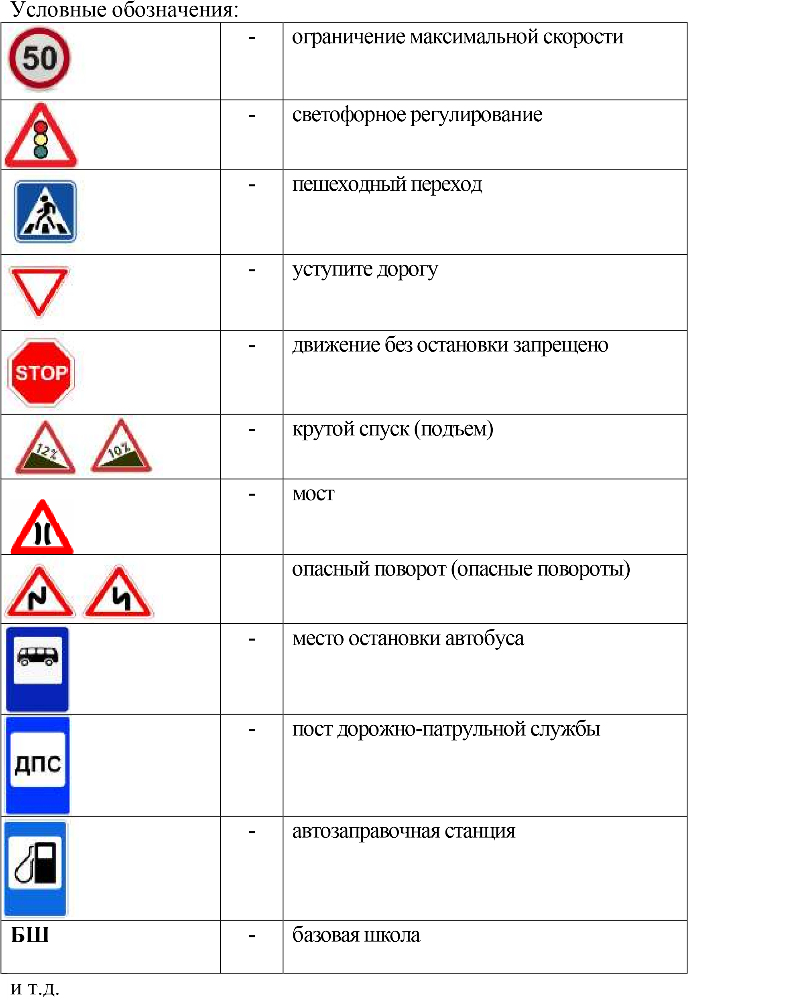 Условные обозначения:
50 - ограничение максимальной скорости
- светофорное регулирование
- пешеходный переход
- уступите дорогу
STOP - движение без остановки запрещено
12% 10% - крутой спуск (подъем)
- мост
опасный поворот (опасные повороты)
- место остановки автобуса
ДПС - пост дорожно-патрульной службы
- автозаправочная станция
БШ - базовая школа
и т.д.